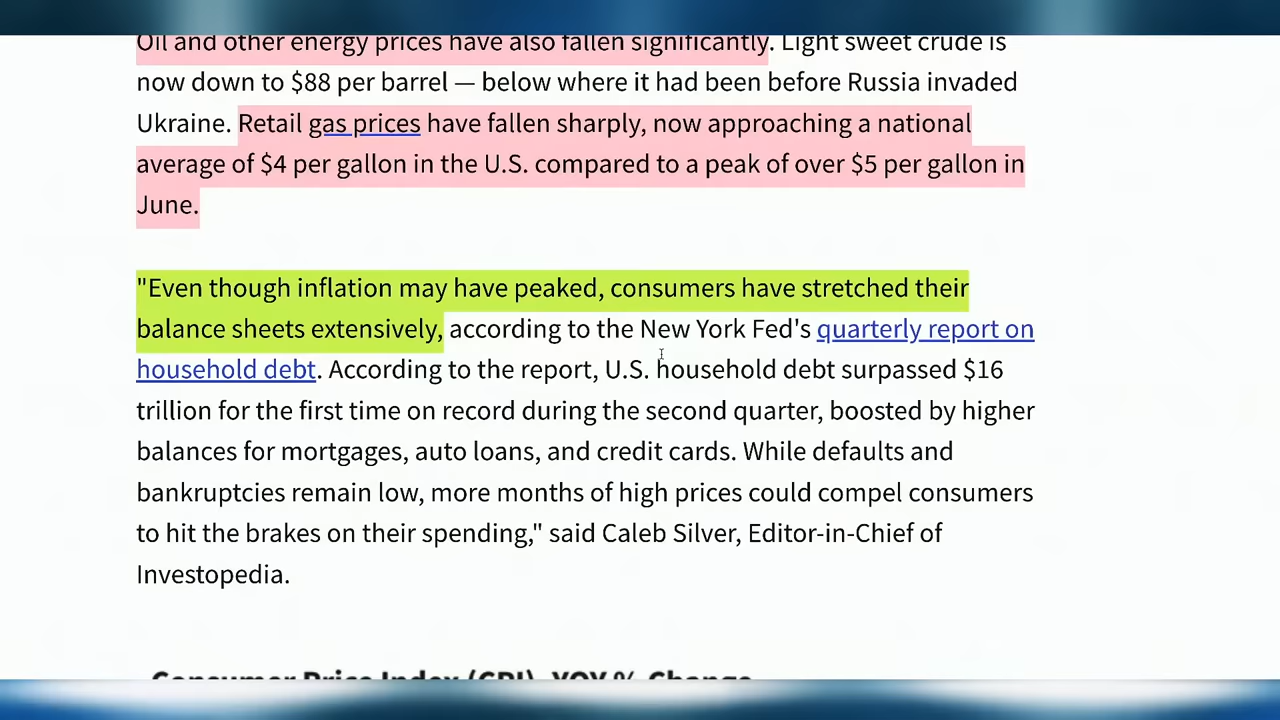 Oil and other energy prices have also fallen significantly. Light sweet crude is
now down to $88 per barrel — below where it had been before Russia invaded
Ukraine. Retail gas prices have fallen sharply, now approaching a national
average of $4 per gallon in the U.S. compared to a peak of over $5 per gallon in
June.
"Even though inflation may have peaked, consumers have stretched their
balance sheets extensively, according to the New York Fed's quarterly report on
household debt. According to the report, U.S. household debt surpassed $16
trillion for the first time on record during the second quarter, boosted by higher
balances for mortgages, auto loans, and credit cards. While defaults and
bankruptcies remain low, more months of high prices could compel consumers
to hit the brakes on their spending," said Caleb Silver, Editor-in-Chief of
Investopedia.
Consumer Price Index (CPI), YOY % Change